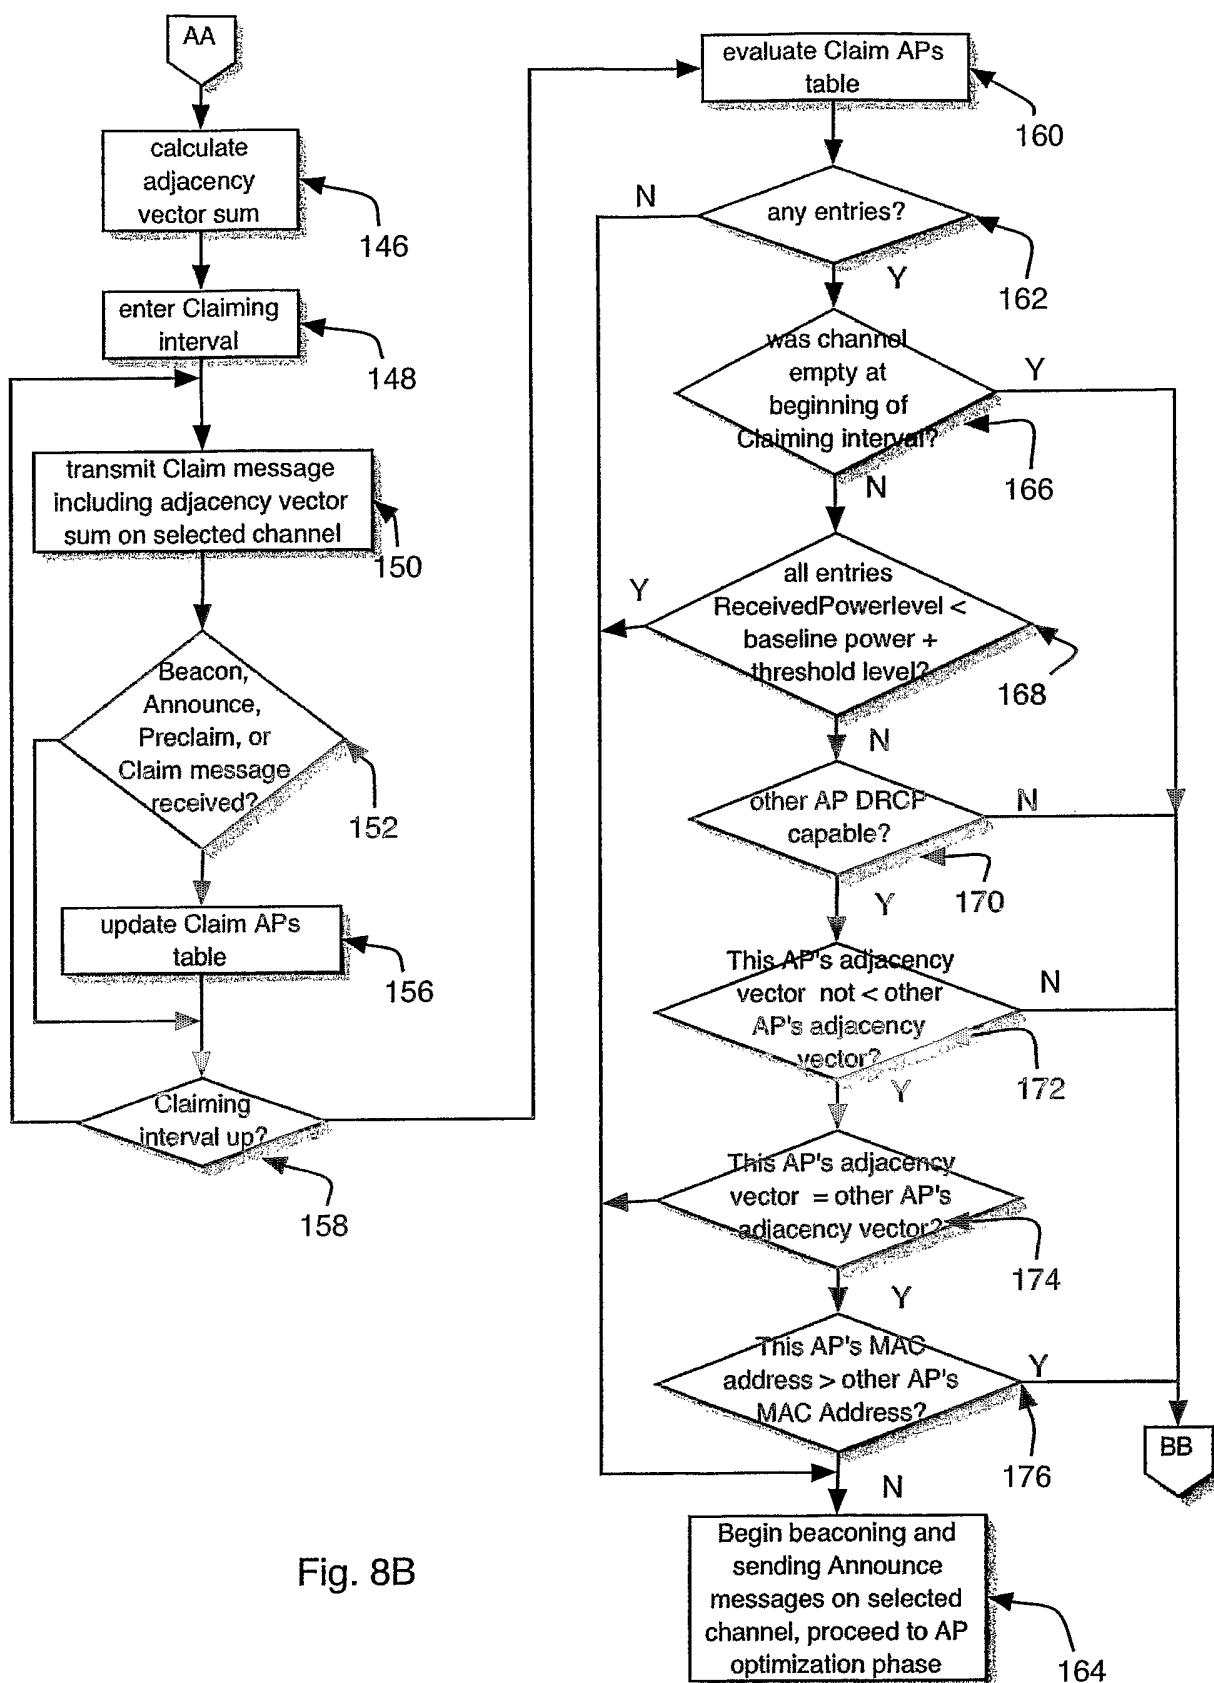 AA
calculate
adjacency
vector sum
146
enter Claiming
interval
148
transmit Claim message
including adjacency vector
sum on selected channel
150
Beacon,
Announce,
Preclaim, or
Claim message
received?
152
update Claim APs
table
156
Claiming
interval up?
158
evaluate Claim APs
table
160
any entries?
N
162
Y
was channel
empty at
beginning of
Claiming interval?
Y
166
N
all entries
ReceivedPowerlevel <
baseline power +
threshold level?
Y
168
N
other AP DRCP
capable?
N
170
Y
This AP's adjacency
vector not < other
AP's adjacency
vector?
N
172
Y
This AP's adjacency
vector = other AP's
adjacency vector?
174
Y
This AP's MAC
address > other AP's
MAC Address?
Y
176
BB
N
Begin beaconing and
sending Announce
messages on selected
channel, proceed to AP
optimization phase
164
Fig. 8B